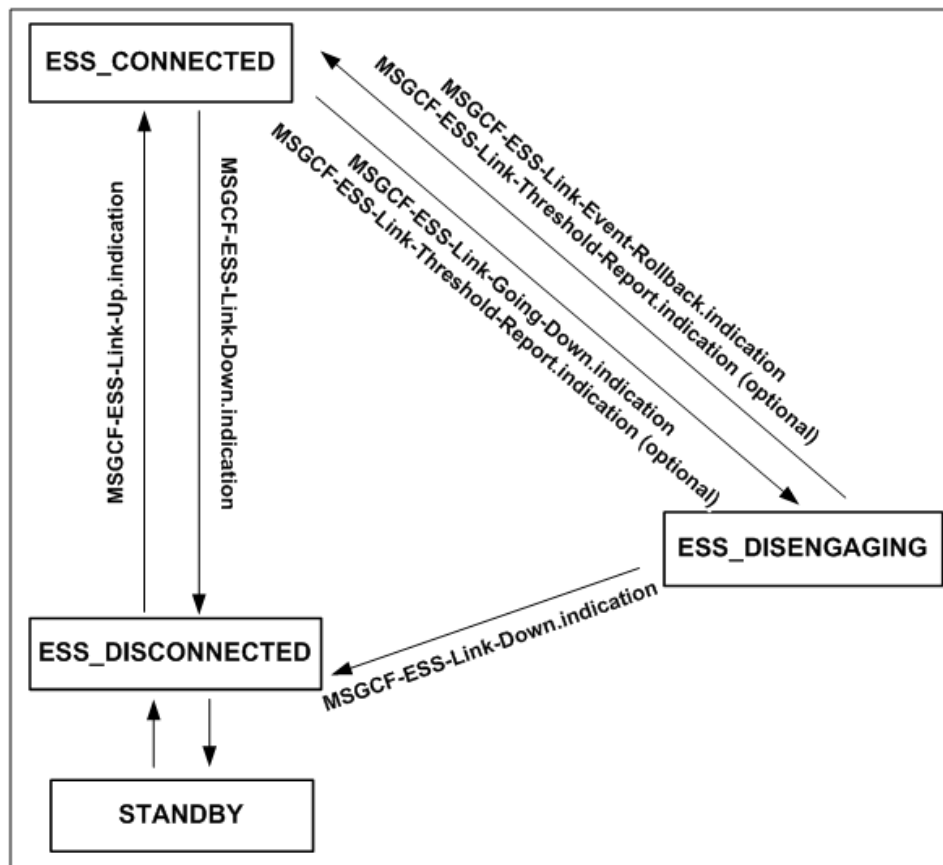 ESS_CONNECTED
MSGCF-ESS-Link-Event-Rollback.indication
MSGCF-ESS-Link-Threshold-Report.indication (optional)
MSGCF-ESS-Link-Going-Down.indication
MSGCF-ESS-Link-Threshold-Report.indication (optional)
MSGCF-ESS-Link-Up.indication
MSGCF-ESS-Link-Down.indication
ESS_DISENGAGING
MSGCF-ESS-Link-Down.indication
ESS_DISCONNECTED
STANDBY